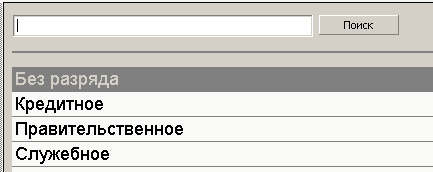 Поиск
Без разряда
Кредитное
Правительственное
Служебное